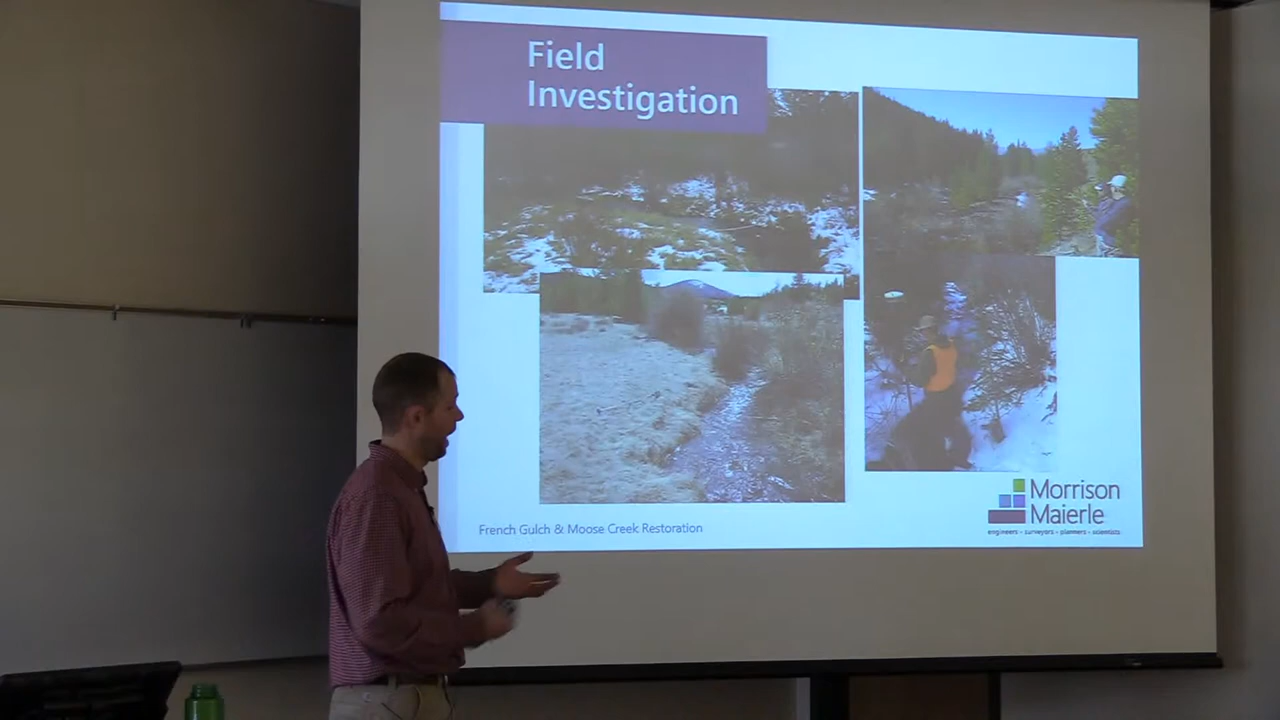 Field
Investigation
French Gulch & Moose Creek Restoration
Morrison
Maierle
engineers - surveyors - planners - scientists